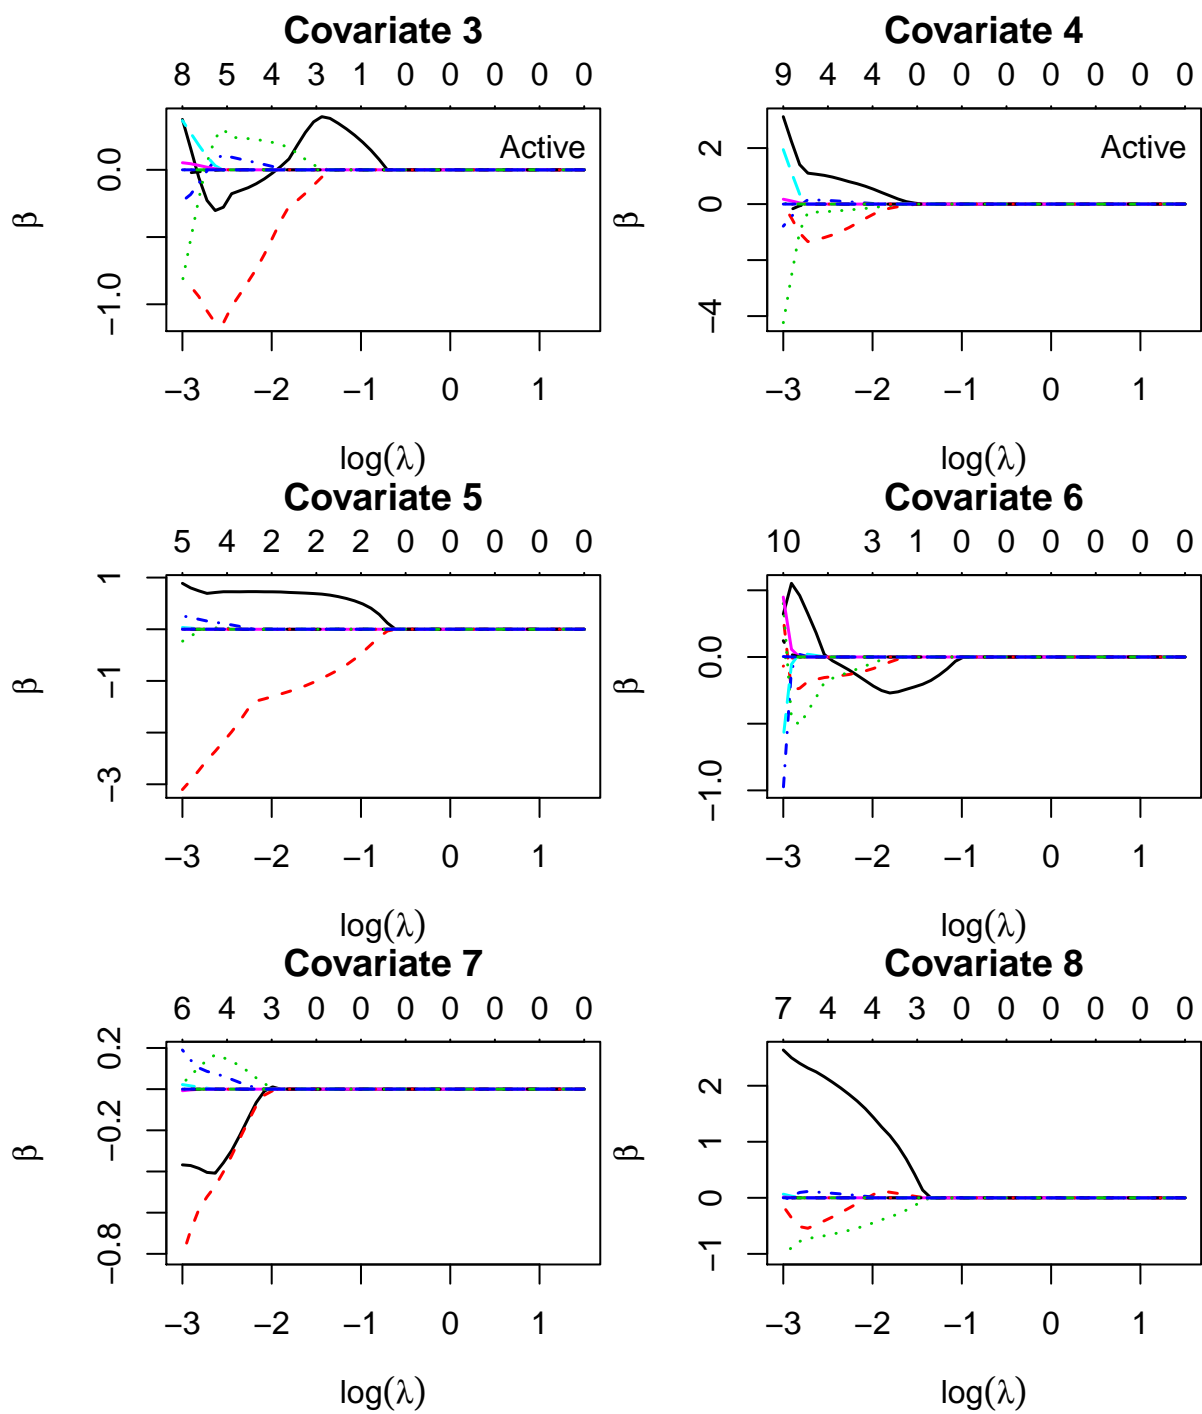 Covariate 3
8 5 4 3 1 0 0 0 0 0
Active
0.0
−1.0
β
−3 −2 −1 0 1
log(λ)
Covariate 4
9 4 4 0 0 0 0 0 0 0
Active
2
0
−4
β
−3 −2 −1 0 1
log(λ)
Covariate 5
5 4 2 2 2 0 0 0 0 0
1
−1
−3
β
−3 −2 −1 0 1
log(λ)
Covariate 6
10 3 1 0 0 0 0 0 0
0.0
−1.0
β
−3 −2 −1 0 1
log(λ)
Covariate 7
6 4 3 0 0 0 0 0 0 0
0.2
−0.2
−0.8
β
−3 −2 −1 0 1
log(λ)
Covariate 8
7 4 4 3 0 0 0 0 0 0
2
1
0
−1
β
−3 −2 −1 0 1
log(λ)